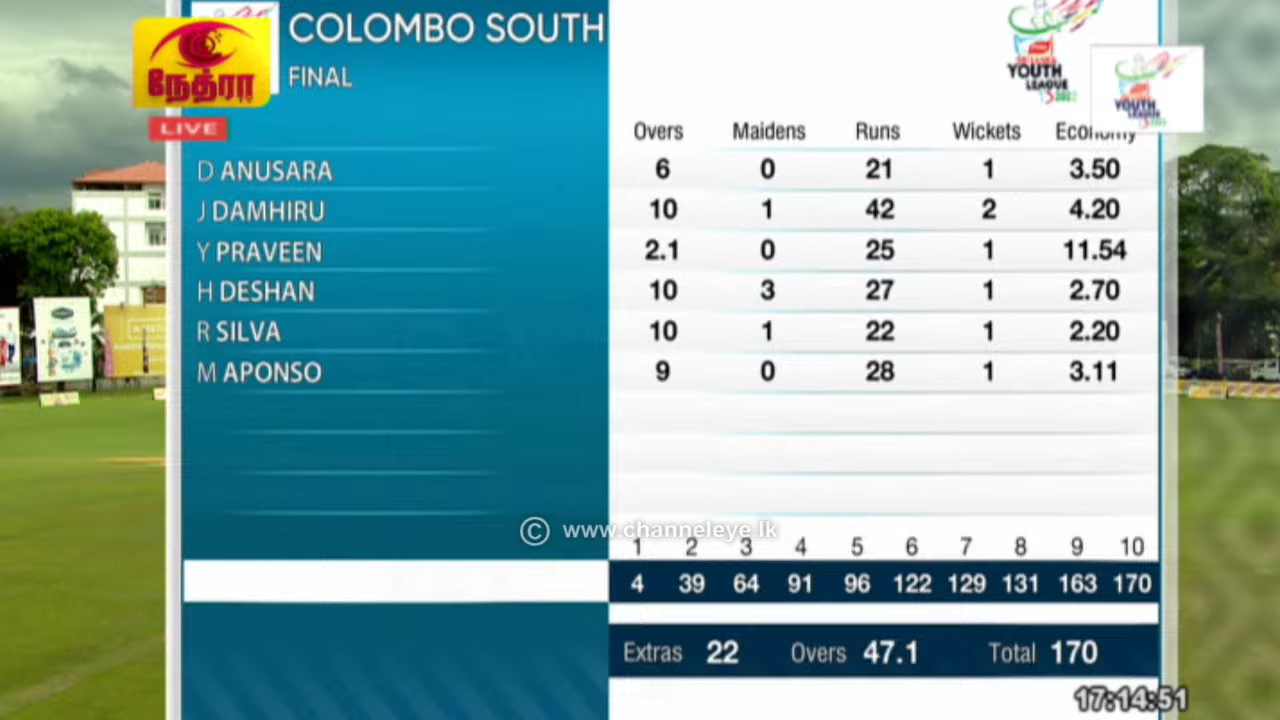 COLOMBO SOUTH
FINAL
நேத்ரா
LIVE
YOUTH
LEAGUE
YOUTH
LEAGUE
Overs Maidens Runs Wickets Economy
D ANUSARA 6 0 21 1 3.50
J DAMHIRU 10 1 42 2 4.20
Y PRAVEEN 2.1 0 25 1 11.54
H DESHAN 10 3 27 1 2.70
R SILVA 10 1 22 1 2.20
M APONSO 9 0 28 1 3.11
© www.channeleye.lk
1 2 3 4 5 6 7 8 9 10
4 39 64 91 96 122 129 131 163 170
Extras 22 Overs 47.1 Total 170
17:14:51